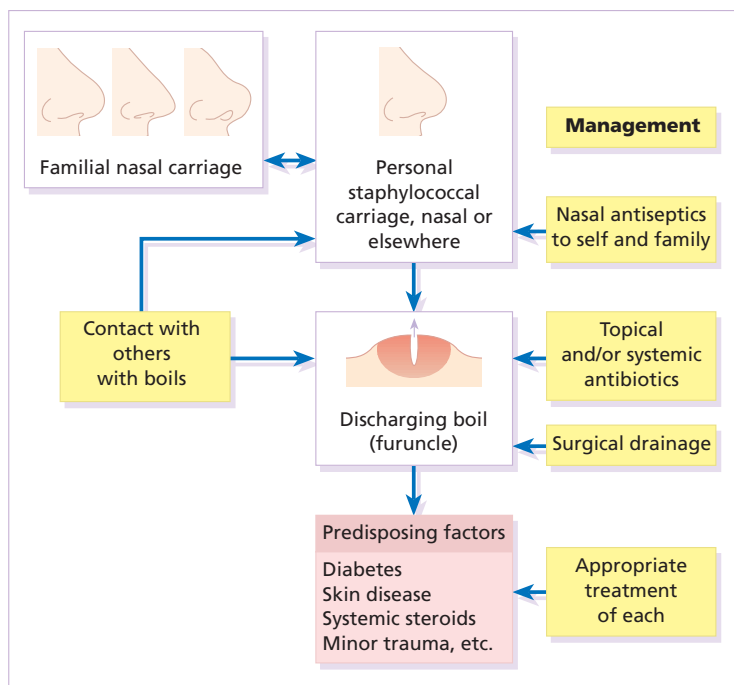 Familial nasal carriage
Personal
staphylococcal
carriage, nasal or
elsewhere
Management
Nasal antiseptics
to self and family
Contact with
others
with boils
Discharging boil
(furuncle)
Topical
and/or systemic
antibiotics
Surgical drainage
Predisposing factors
Diabetes
Skin disease
Systemic steroids
Minor trauma, etc.
Appropriate
treatment
of each